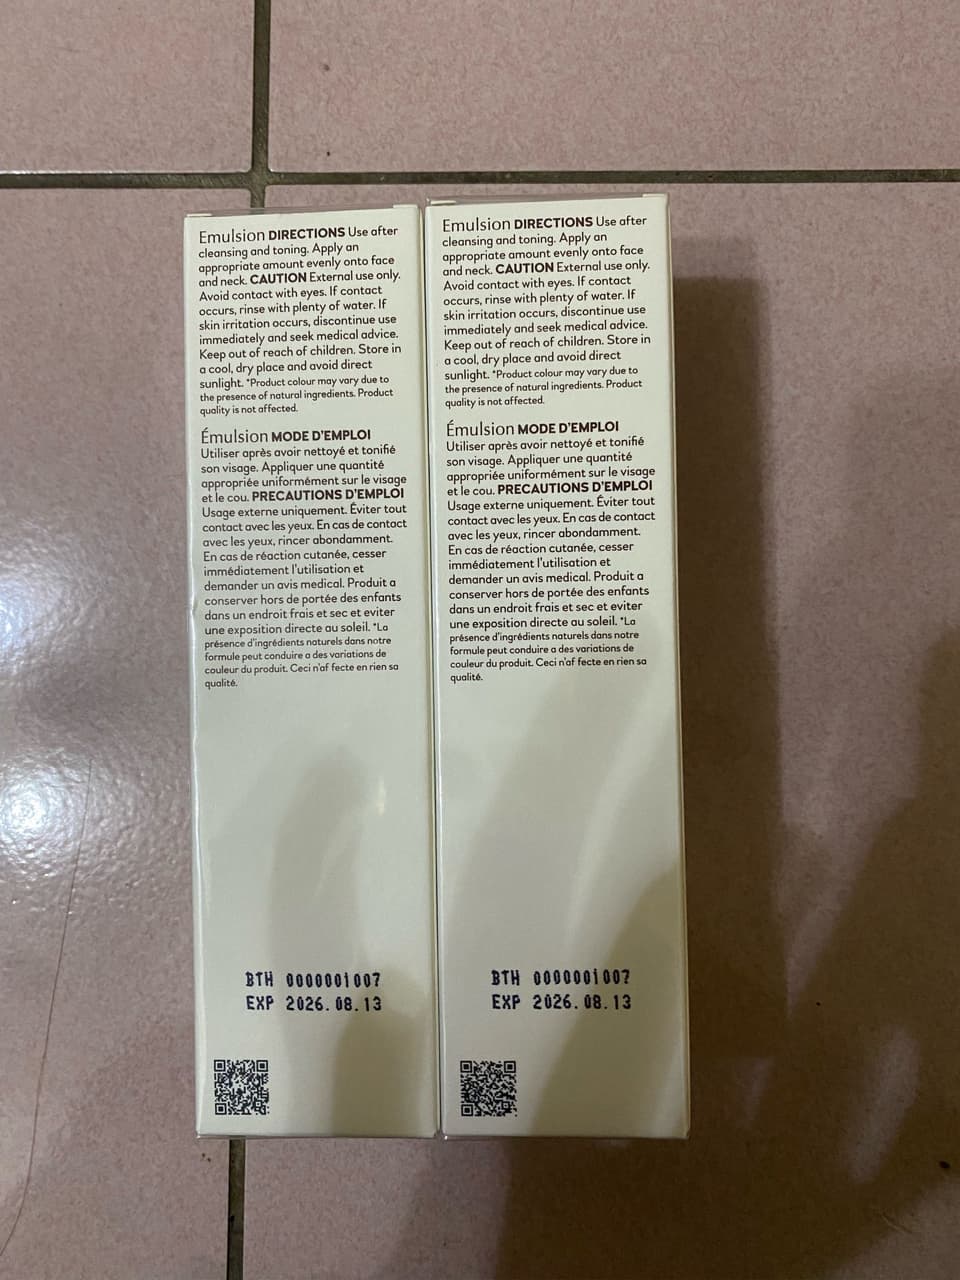 Emulsion DIRECTIONS Use after
cleansing and toning. Apply an
appropriate amount evenly onto face
and neck. CAUTION External use only.
Avoid contact with eyes. If contact
occurs, rinse with plenty of water. If
skin irritation occurs, discontinue use
immediately and seek medical advice.
Keep out of reach of children. Store in
a cool, dry place and avoid direct
sunlight. *Product colour may vary due to
the presence of natural ingredients. Product
quality is not affected.
Émulsion MODE D'EMPLOI
Utiliser après avoir nettoyé et tonifié
son visage. Appliquer une quantité
appropriée uniformément sur le visage
et le cou. PRECAUTIONS D'EMPLOI
Usage externe uniquement. Éviter tout
contact avec les yeux. En cas de contact
avec les yeux, rincer abondamment.
En cas de réaction cutanée, cesser
immédiatement l'utilisation et
demander un avis medical. Produit a
conserver hors de portée des enfants
dans un endroit frais et sec et eviter
une exposition directe au soleil. *La
présence d'ingrédients naturels dans notre
formule peut conduire a des variations de
couleur du produit. Ceci n'af fecte en rien sa
qualité.
BTH 0000001007
EXP 2026.08.13
Emulsion DIRECTIONS Use after
cleansing and toning. Apply an
appropriate amount evenly onto face
and neck. CAUTION External use only.
Avoid contact with eyes. If contact
occurs, rinse with plenty of water. If
skin irritation occurs, discontinue use
immediately and seek medical advice.
Keep out of reach of children. Store in
a cool, dry place and avoid direct
sunlight. *Product colour may vary due to
the presence of natural ingredients. Product
quality is not affected.
Émulsion MODE D'EMPLOI
Utiliser après avoir nettoyé et tonifié
son visage. Appliquer une quantité
appropriée uniformément sur le visage
et le cou. PRECAUTIONS D'EMPLOI
Usage externe uniquement. Éviter tout
contact avec les yeux. En cas de contact
avec les yeux, rincer abondamment.
En cas de réaction cutanée, cesser
immédiatement l'utilisation et
demander un avis medical. Produit a
conserver hors de portée des enfants
dans un endroit frais et sec et eviter
une exposition directe au soleil. *La
présence d'ingrédients naturels dans notre
formule peut conduire a des variations de
couleur du produit. Ceci n'af fecte en rien sa
qualité.
BTH 0000001007
EXP 2026.08.13